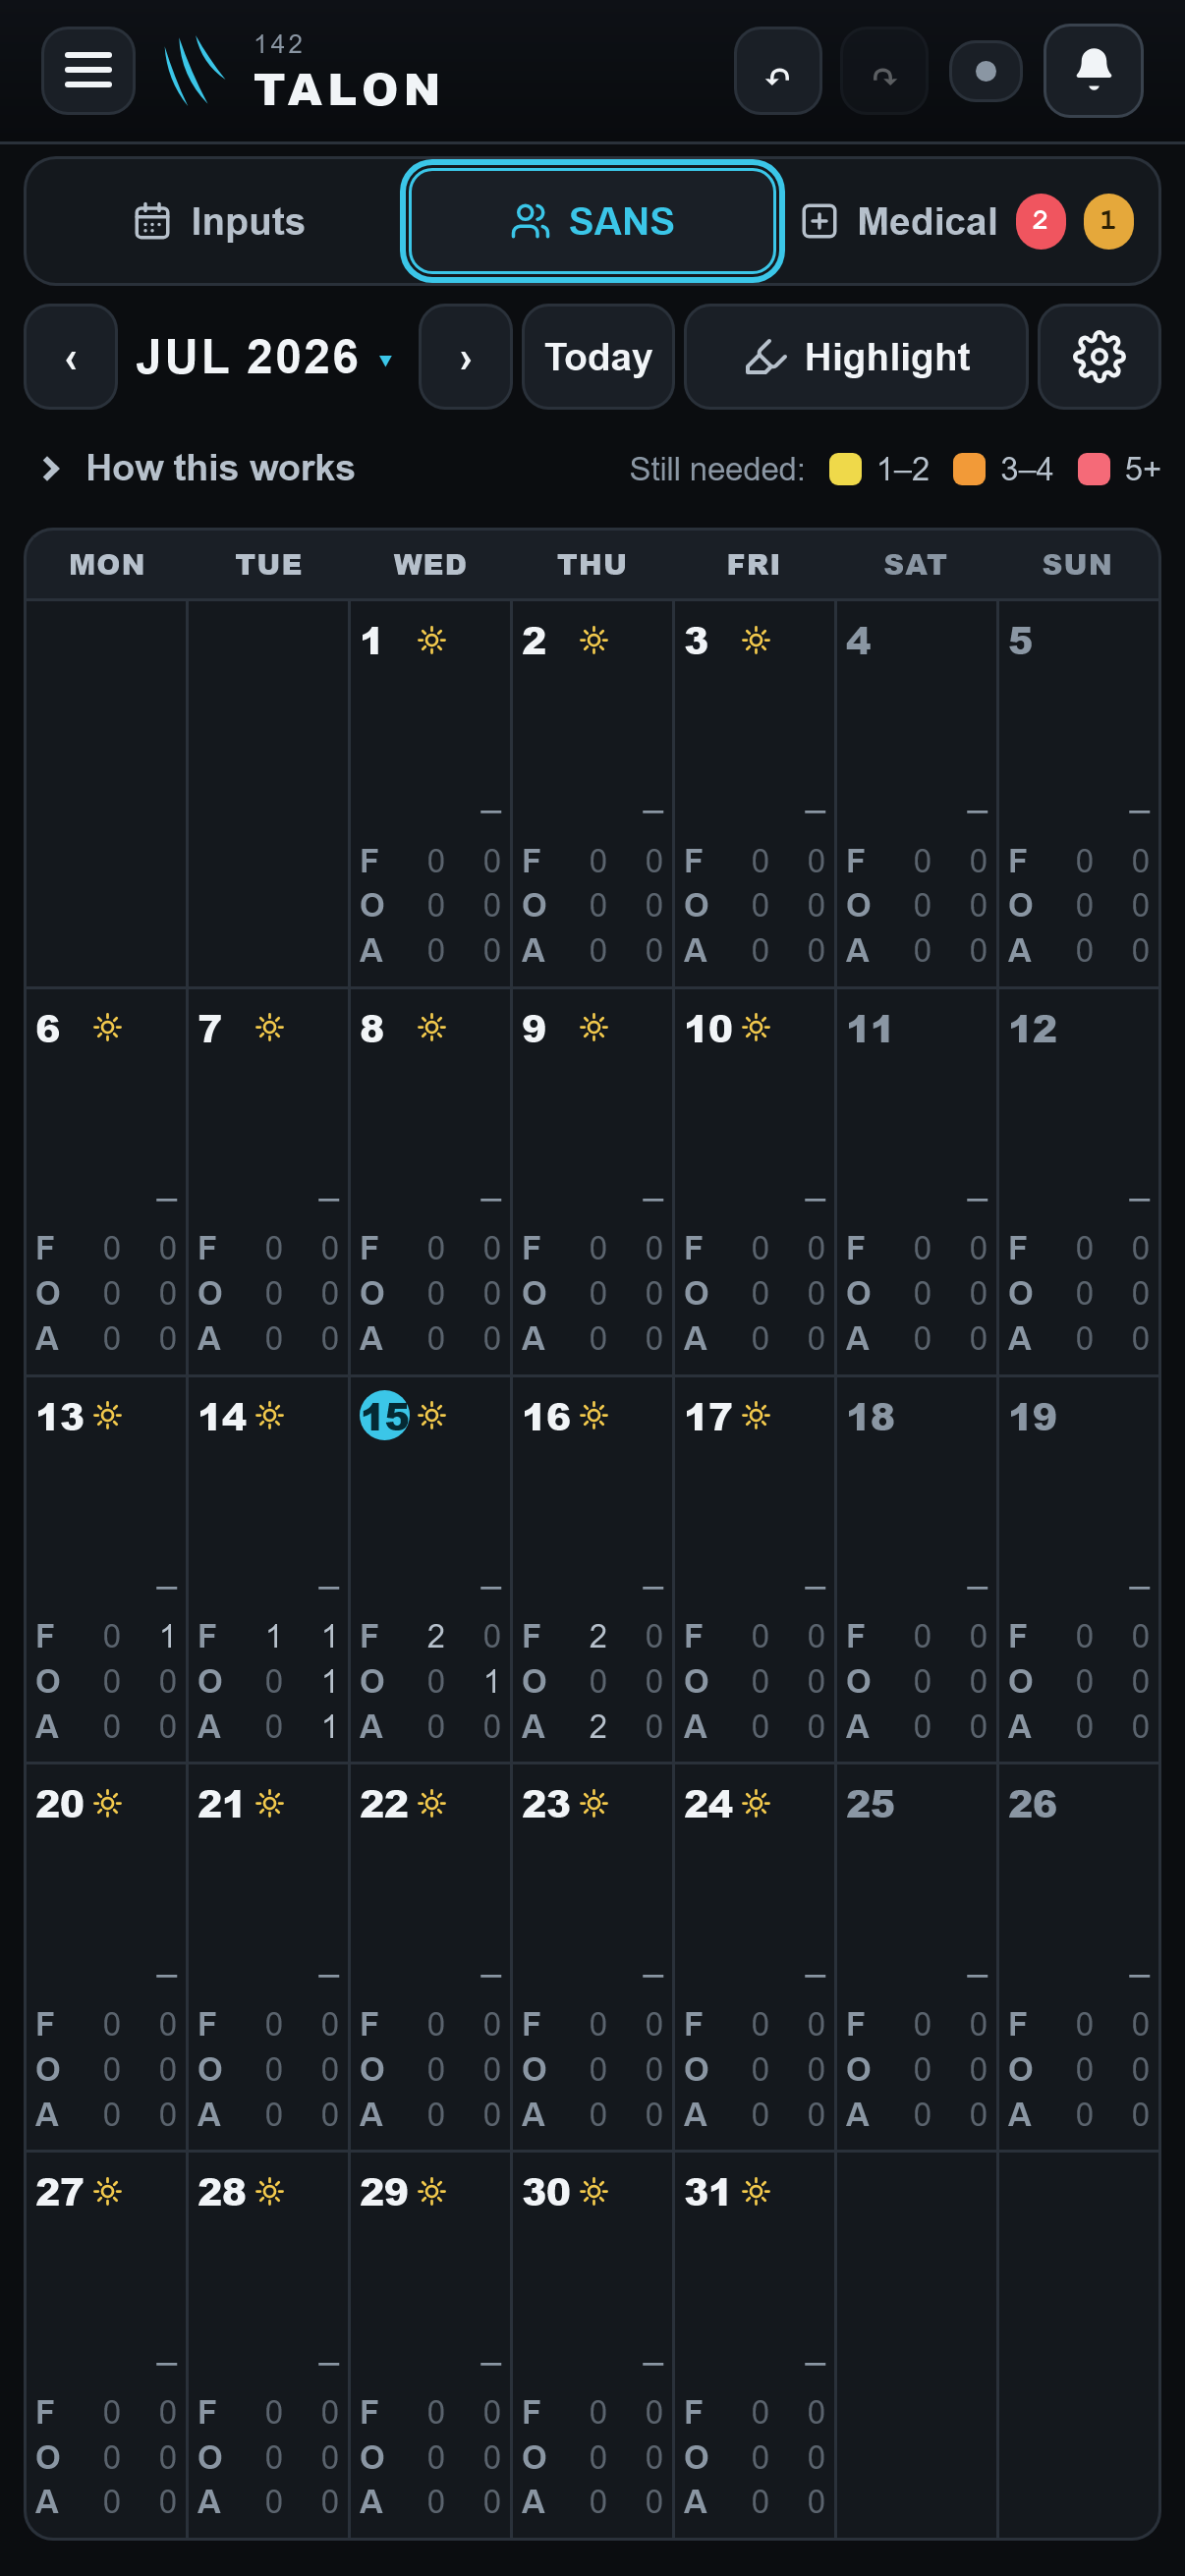 142
TALON
Inputs SANS Medical 2 1
‹ JUL 2026 ▾ › Today Highlight
How this works Still needed: 1–2 3–4 5+
MON TUE WED THU FRI SAT SUN
1 2 3 4 5
– – – – –
F 0 0 F 0 0 F 0 0 F 0 0 F 0 0
O 0 0 O 0 0 O 0 0 O 0 0 O 0 0
A 0 0 A 0 0 A 0 0 A 0 0 A 0 0
6 7 8 9 10 11 12
– – – – – – –
F 0 0 F 0 0 F 0 0 F 0 0 F 0 0 F 0 0 F 0 0
O 0 0 O 0 0 O 0 0 O 0 0 O 0 0 O 0 0 O 0 0
A 0 0 A 0 0 A 0 0 A 0 0 A 0 0 A 0 0 A 0 0
13 14 15 16 17 18 19
– – – – – – –
F 0 1 F 1 1 F 2 0 F 2 0 F 0 0 F 0 0 F 0 0
O 0 0 O 0 1 O 0 1 O 0 0 O 0 0 O 0 0 O 0 0
A 0 0 A 0 1 A 0 0 A 2 0 A 0 0 A 0 0 A 0 0
20 21 22 23 24 25 26
– – – – – – –
F 0 0 F 0 0 F 0 0 F 0 0 F 0 0 F 0 0 F 0 0
O 0 0 O 0 0 O 0 0 O 0 0 O 0 0 O 0 0 O 0 0
A 0 0 A 0 0 A 0 0 A 0 0 A 0 0 A 0 0 A 0 0
27 28 29 30 31
– – – – –
F 0 0 F 0 0 F 0 0 F 0 0 F 0 0
O 0 0 O 0 0 O 0 0 O 0 0 O 0 0
A 0 0 A 0 0 A 0 0 A 0 0 A 0 0